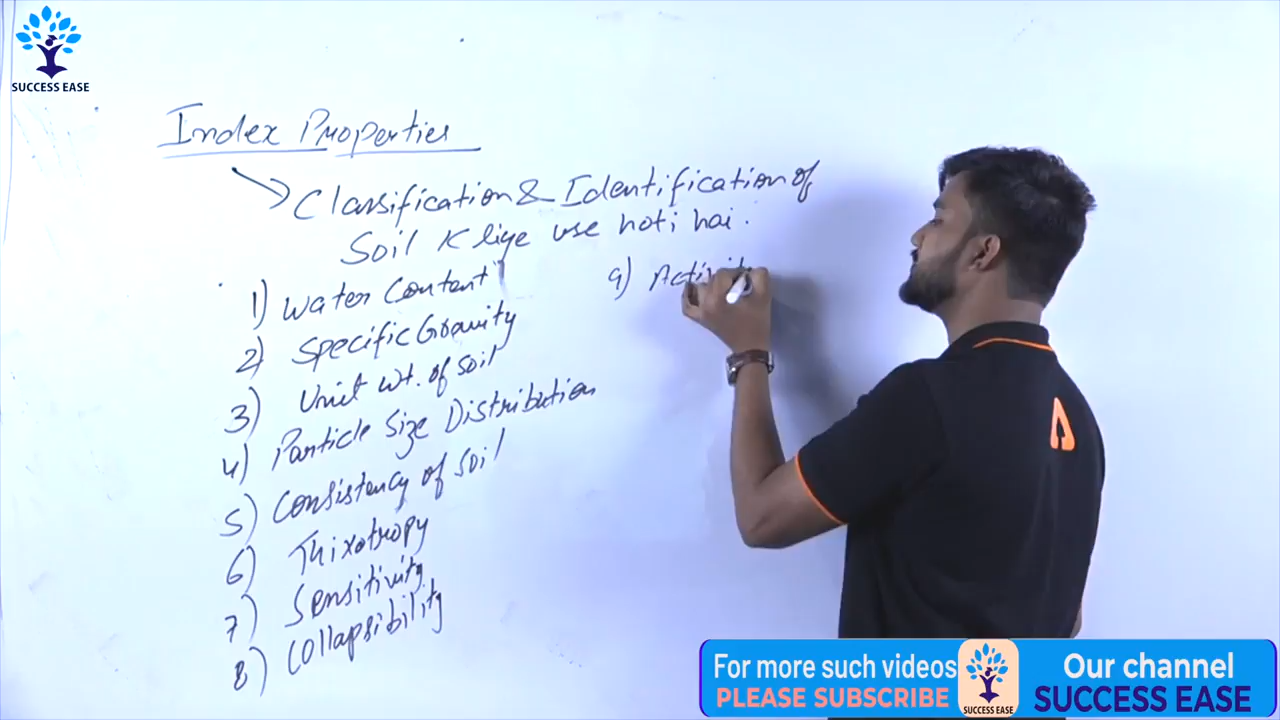 SUCCESS EASE
Index Properties
Classification & Identification of
Soil K liye use hoti hai.
1) Water Content
2) Specific Gravity
3) Unit wt. of soil
4) Particle Size Distribution
5) Consistency of soil
6) Thixotropy
7) Sensitivity
8) Collapsibility
9) Activit
For more such videos
PLEASE SUBSCRIBE
SUCCESS EASE
Our channel
SUCCESS EASE